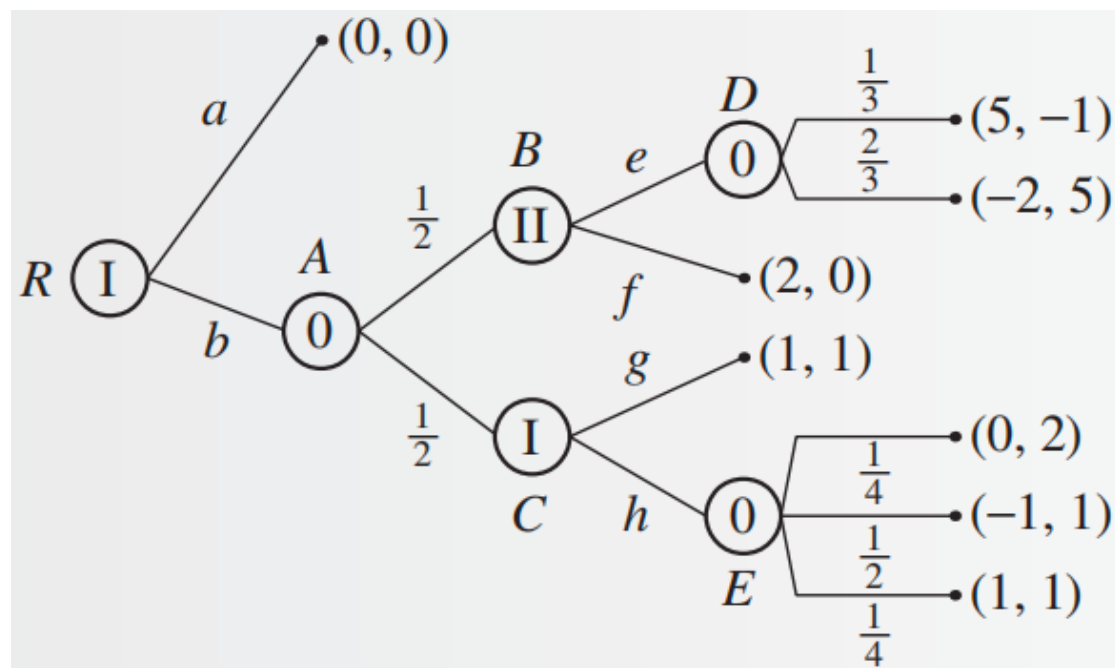 (0, 0)
a
D
1/3
(5, −1)
B
e
0
2/3
(−2, 5)
1/2
II
A
f
(2, 0)
R
I
b
0
g
(1, 1)
1/2
I
(0, 2)
C
h
0
1/4
(−1, 1)
E
1/2
(1, 1)
1/4